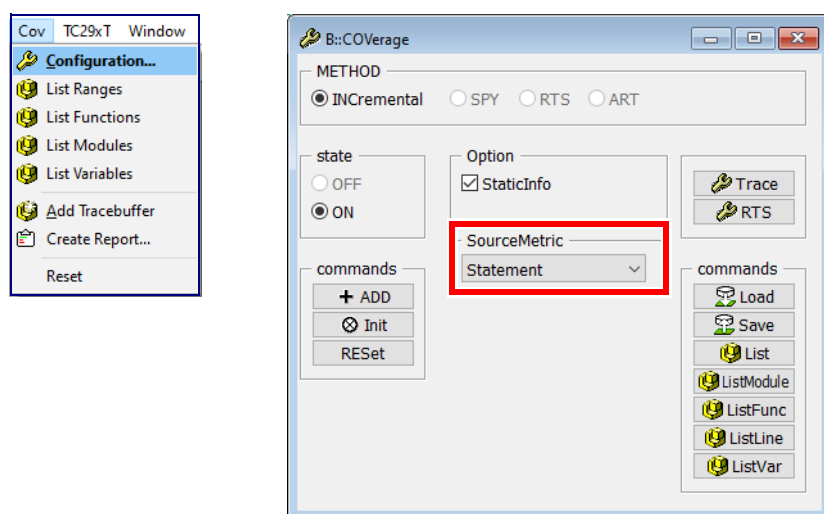 Cov TC29xT Window
Configuration...
List Ranges
List Functions
List Modules
List Variables
Add Tracebuffer
Create Report...
Reset
B::COVerage
METHOD
INCremental SPY RTS ART
state
OFF
ON
Option
StaticInfo
SourceMetric
Statement
Trace
RTS
commands
ADD
Init
RESet
commands
Load
Save
List
ListModule
ListFunc
ListLine
ListVar